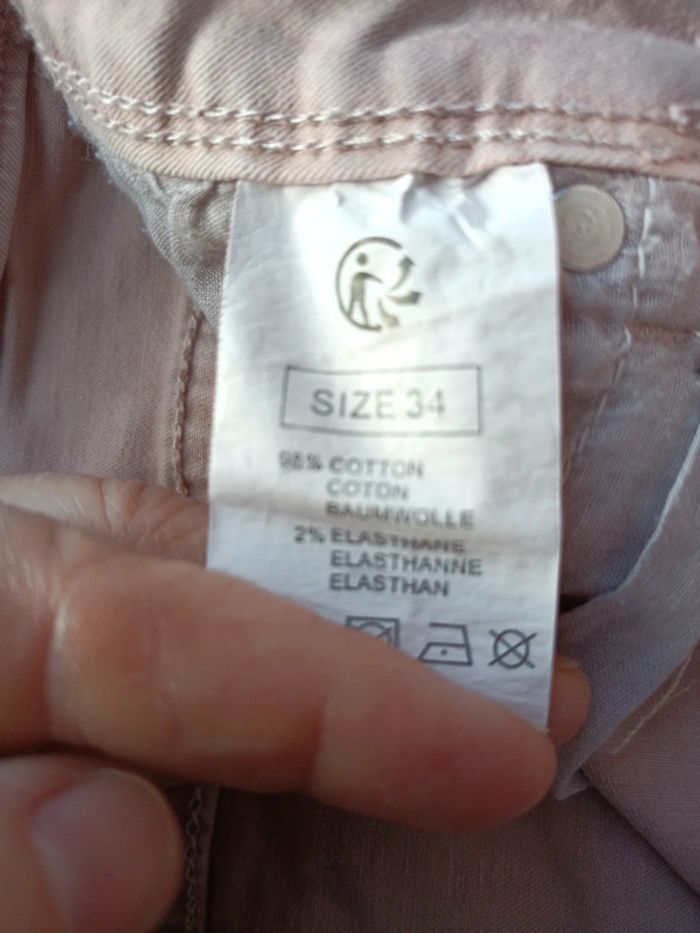 SIZE 34
98% COTTON
COTON
BAUMWOLLE
2% ELASTHANE
ELASTHANNE
ELASTHAN